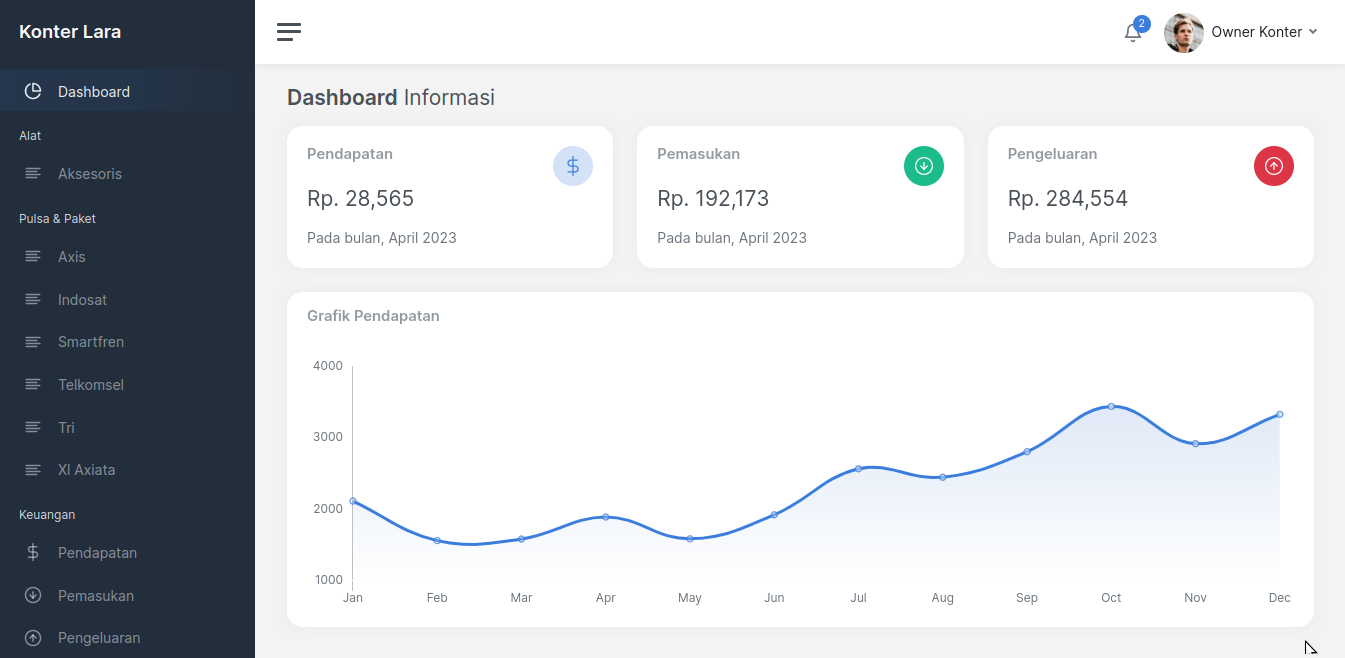 Konter Lara
Dashboard
Alat
Aksesoris
Pulsa & Paket
Axis
Indosat
Smartfren
Telkomsel
Tri
Xl Axiata
Keuangan
Pendapatan
Pemasukan
Pengeluaran
2
Owner Konter
Dashboard Informasi
Pendapatan
Rp. 28,565
Pada bulan, April 2023
Pemasukan
Rp. 192,173
Pada bulan, April 2023
Pengeluaran
Rp. 284,554
Pada bulan, April 2023
Grafik Pendapatan
4000
3000
2000
1000
Jan Feb Mar Apr May Jun Jul Aug Sep Oct Nov Dec